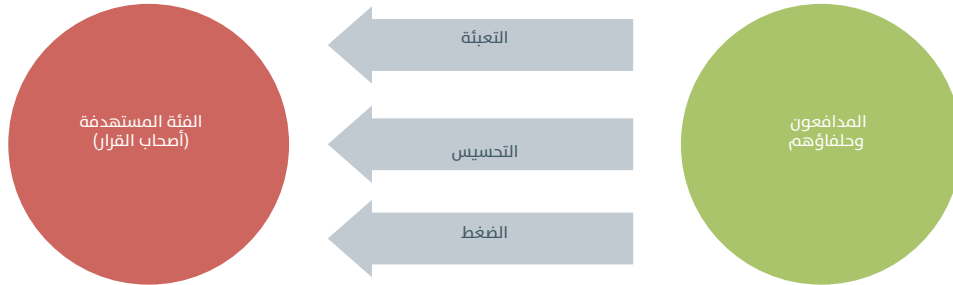 المدافعون
وحلفاؤهم
التعبئة
التحسيس
الضغط
الفئة المستهدفة
(أصحاب القرار)